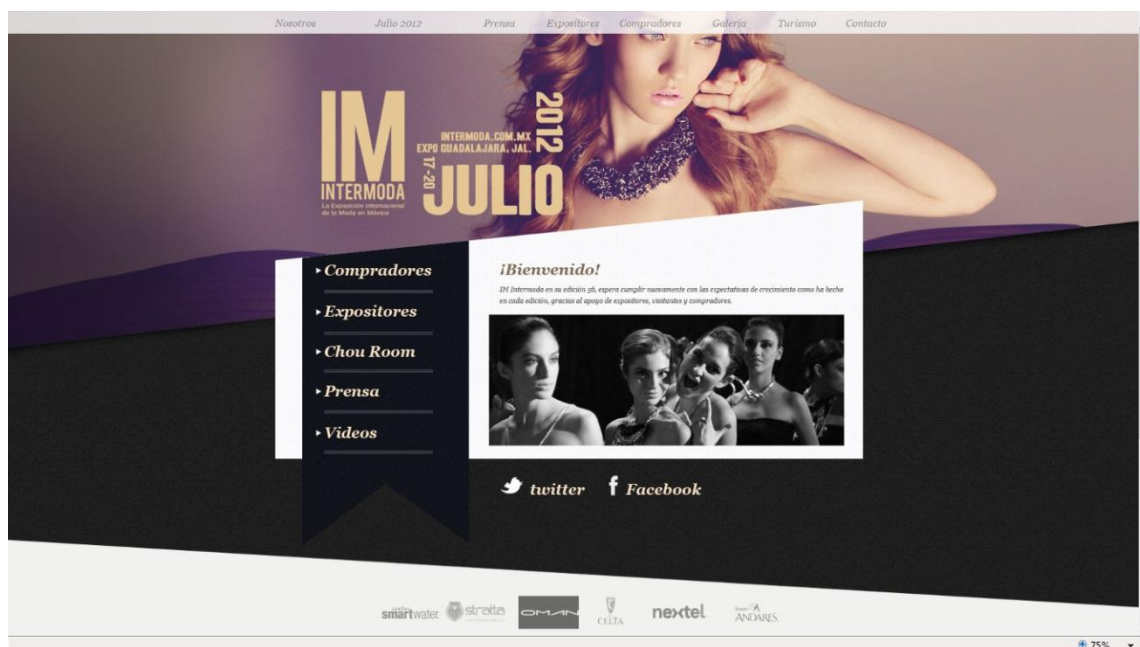 Nosotros Julio 2012 Prensa Expositores Compradores Galería Turismo Contacto
IM
INTERMODA
La Exposición Internacional
de la Moda en México
INTERMODA.COM.MX
EXPO GUADALAJARA, JAL.
2012
17-20
JULIO
Compradores
Expositores
Chou Room
Prensa
Videos
¡Bienvenido!
IM Intermoda en su edición 56, espera cumplir nuevamente con las expectativas de crecimiento como ha hecho
en cada edición, gracias al apoyo de expositores, visitantes y compradores.
twitter Facebook
smartwater stratta OMAN CELTA nextel ANDARES
75%